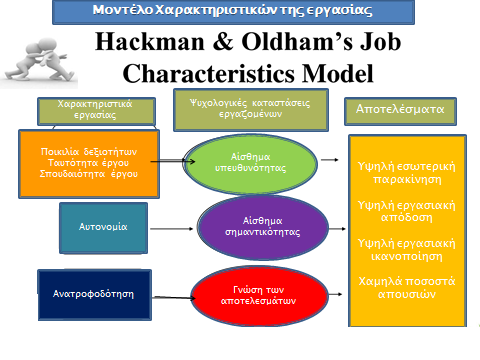 Μοντέλο Χαρακτηριστικών της εργασίας
Hackman & Oldham's Job
Characteristics Model
Χαρακτηριστικά
εργασίας
Ψυχολογικές καταστάσεις
εργαζομένων
Αποτελέσματα
Ποικιλία δεξιοτήτων
Ταυτότητα έργου
Σπουδαιότητα έργου
Αίσθημα
υπευθυνότητας
Αυτονομία
Αίσθημα
σημαντικότητας
Ανατροφοδότηση
Γνώση των
αποτελεσμάτων
Υψηλή εσωτερική
παρακίνηση
Υψηλή εργασιακή
απόδοση
Υψηλή εργασιακή
ικανοποίηση
Χαμηλά ποσοστά
απουσιών